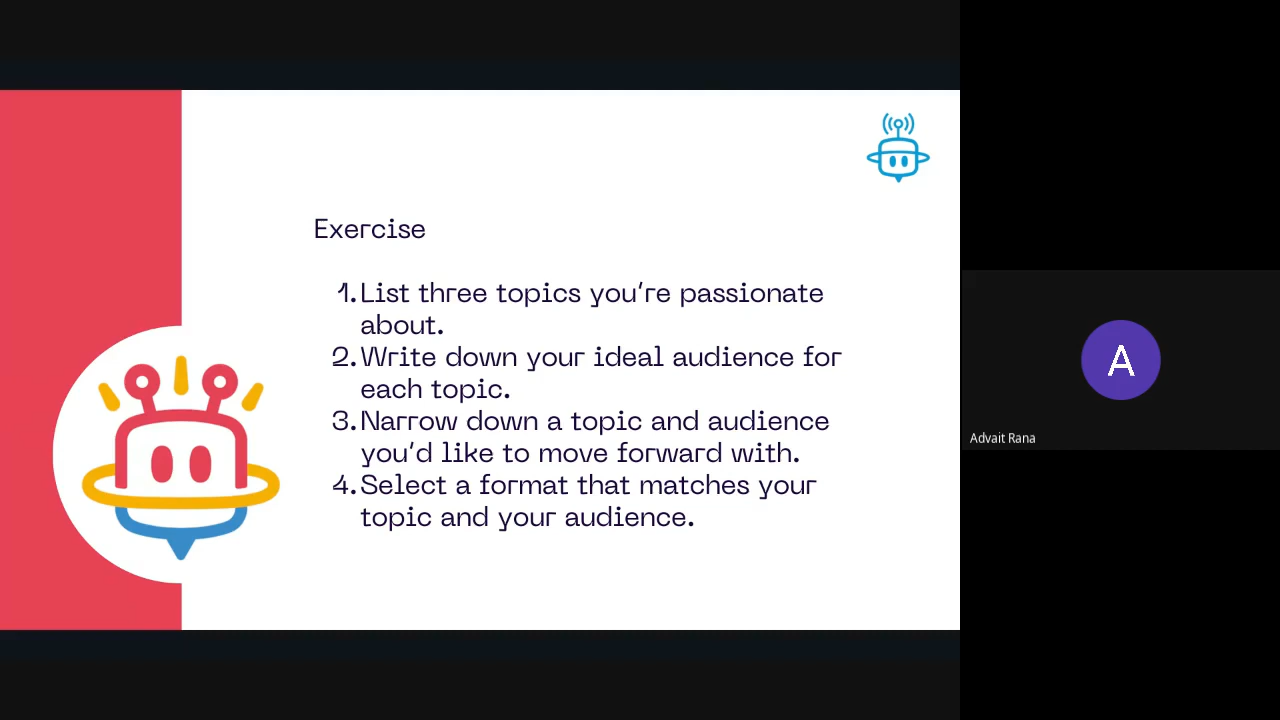 Exercise
1. List three topics you're passionate
about.
2. Write down your ideal audience for
each topic.
3. Narrow down a topic and audience
you'd like to move forward with.
4. Select a format that matches your
topic and your audience.
A
Advait Rana